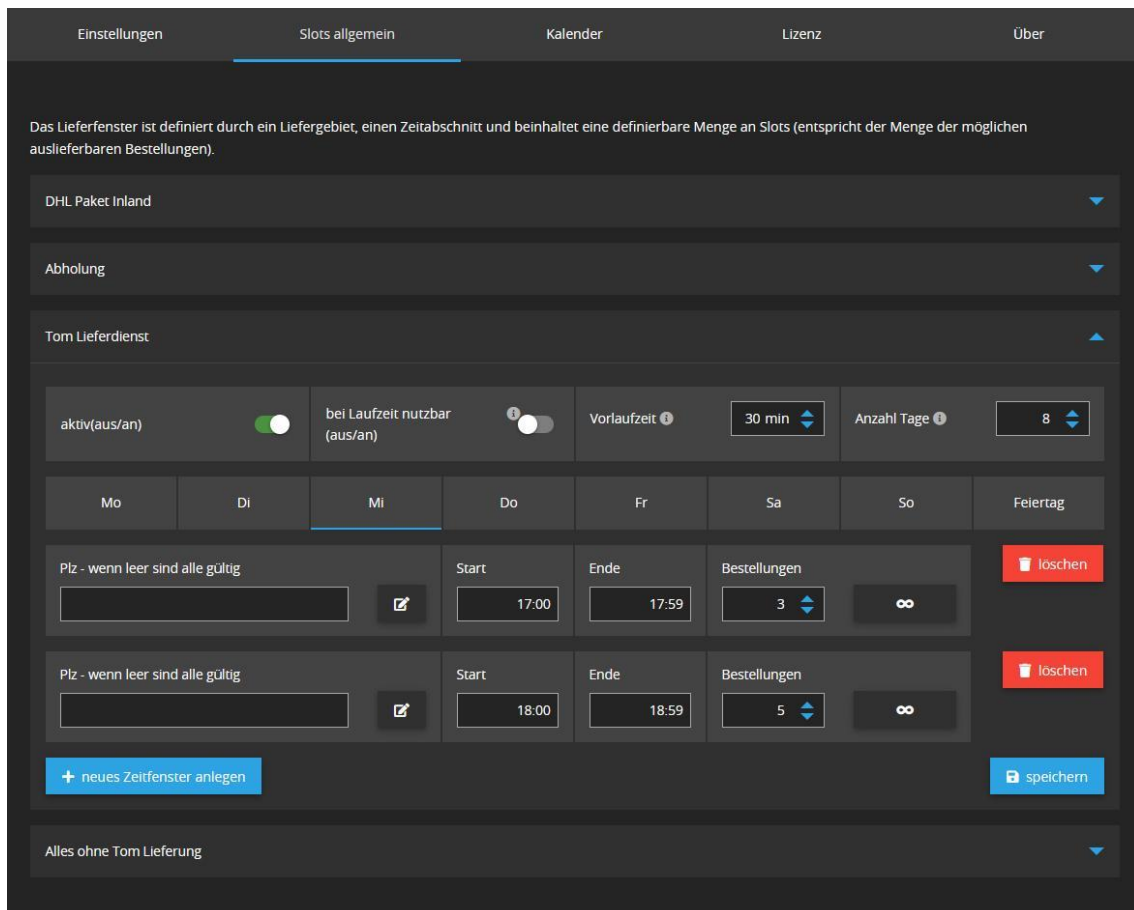 Einstellungen Slots allgemein Kalender Lizenz Über
Das Lieferfenster ist definiert durch ein Liefergebiet, einen Zeitabschnitt und beinhaltet eine definierbare Menge an Slots (entspricht der Menge der möglichen
auslieferbaren Bestellungen).
DHL Paket Inland
Abholung
Tom Lieferdienst
aktiv(aus/an)
bei Laufzeit nutzbar
(aus/an)
Vorlaufzeit 30 min
Anzahl Tage 8
Mo Di Mi Do Fr Sa So Feiertag
Plz - wenn leer sind alle gültig Start Ende Bestellungen löschen
17:00 17:59 3 ∞
Plz - wenn leer sind alle gültig Start Ende Bestellungen löschen
18:00 18:59 5 ∞
+ neues Zeitfenster anlegen speichern
Alles ohne Tom Lieferung